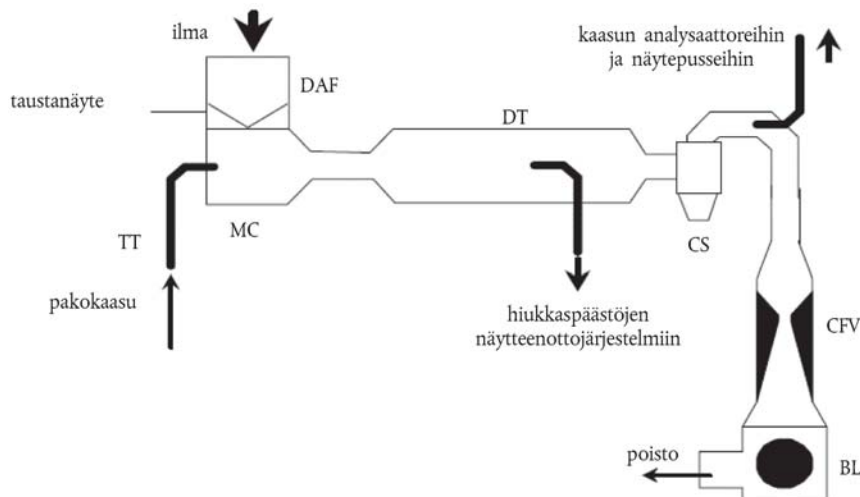 ilma
kaasun analysaattoreihin
ja näytepusseihin
DAF
taustanäyte
DT
MC
CS
TT
pakokaasu
hiukkaspäästöjen
näytteenottojärjestelmiin
CFV
poisto
BL